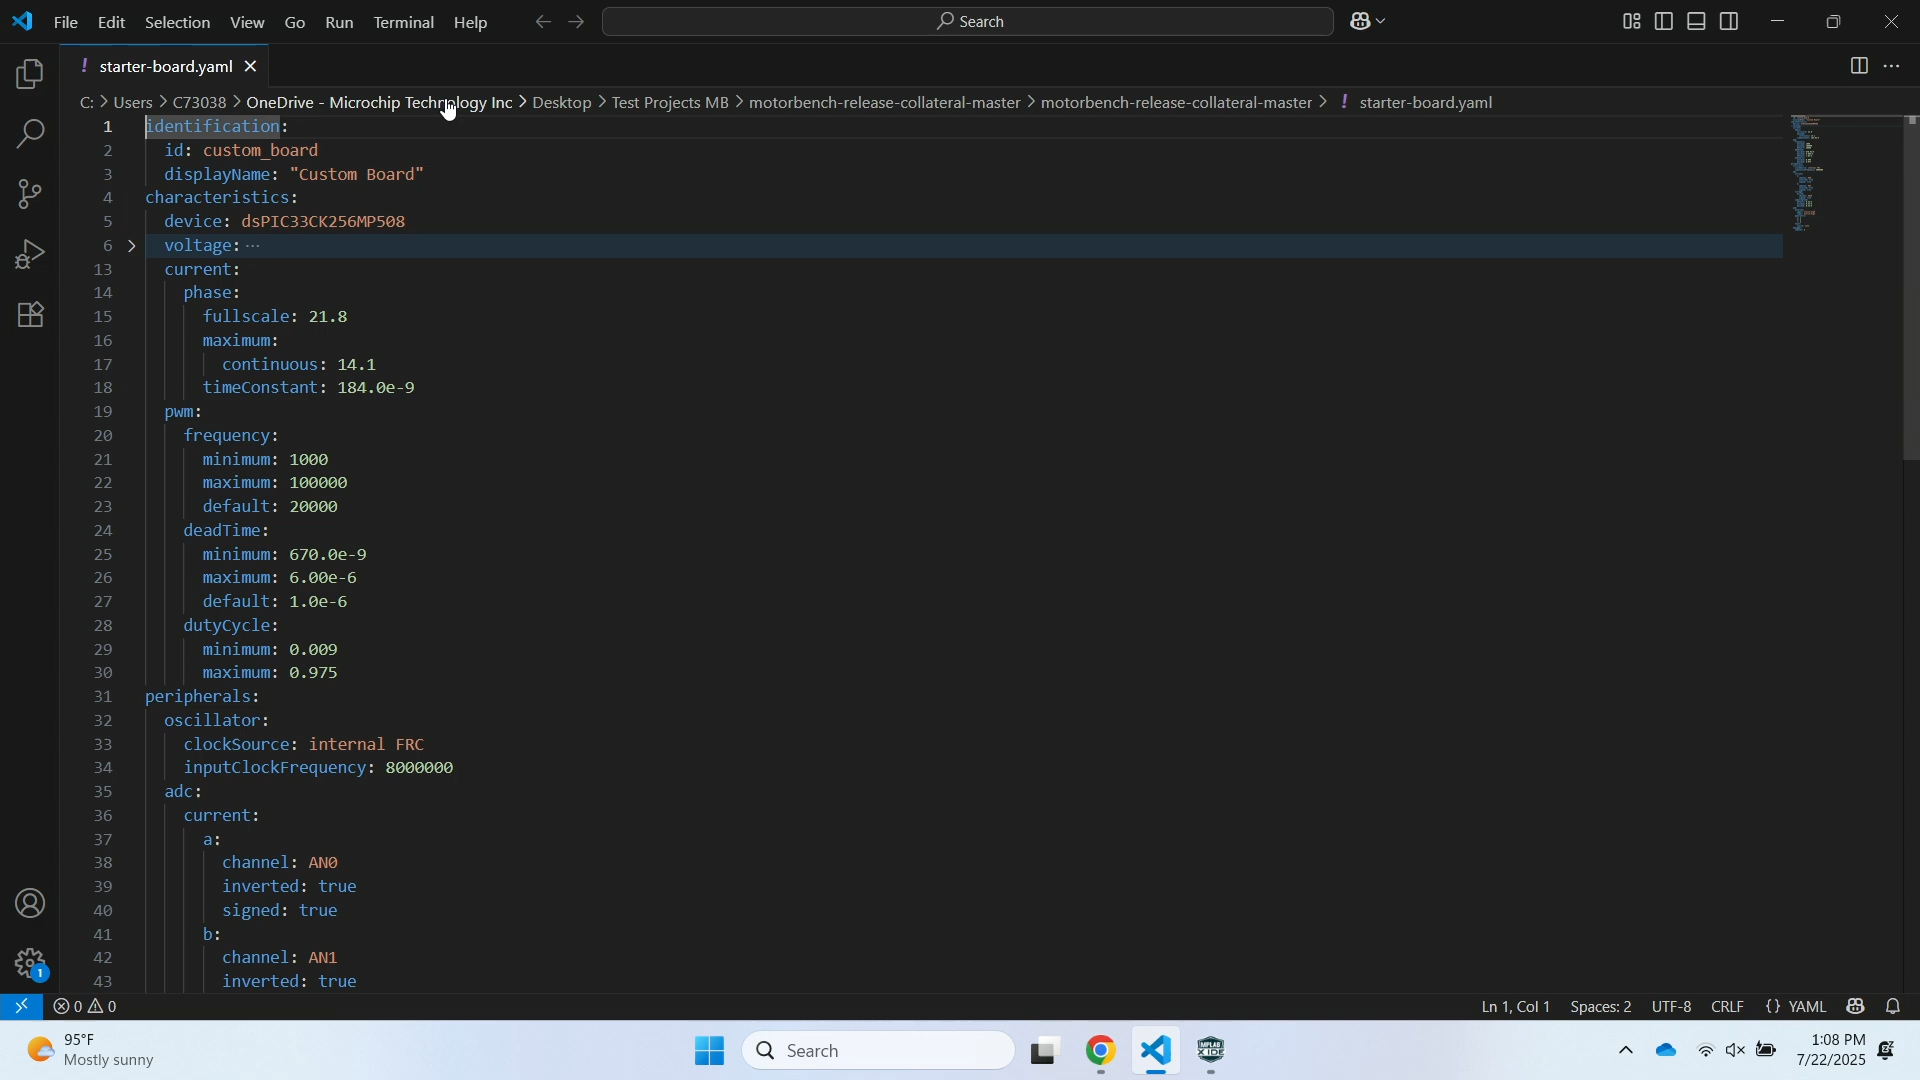 File Edit Selection View Go Run Terminal Help
Search
! starter-board.yaml
C: > Users > C73038 > OneDrive - Microchip Technology Inc > Desktop > Test Projects MB > motorbench-release-collateral-master > motorbench-release-collateral-master > ! starter-board.yaml
1 identification:
2 id: custom_board
3 displayName: "Custom Board"
4 characteristics:
5 device: dsPIC33CK256MP508
6 > voltage: ···
13 current:
14 phase:
15 fullscale: 21.8
16 maximum:
17 continuous: 14.1
18 timeConstant: 184.0e-9
19 pwm:
20 frequency:
21 minimum: 1000
22 maximum: 100000
23 default: 20000
24 deadTime:
25 minimum: 670.0e-9
26 maximum: 6.00e-6
27 default: 1.0e-6
28 dutyCycle:
29 minimum: 0.009
30 maximum: 0.975
31 peripherals:
32 oscillator:
33 clockSource: internal FRC
34 inputClockFrequency: 8000000
35 adc:
36 current:
37 a:
38 channel: AN0
39 inverted: true
40 signed: true
41 b:
42 channel: AN1
43 inverted: true
1
0 0 Ln 1, Col 1 Spaces: 2 UTF-8 CRLF {} YAML
95°F
Mostly sunny
Search
MPLAB
X IDE
1:08 PM
7/22/2025